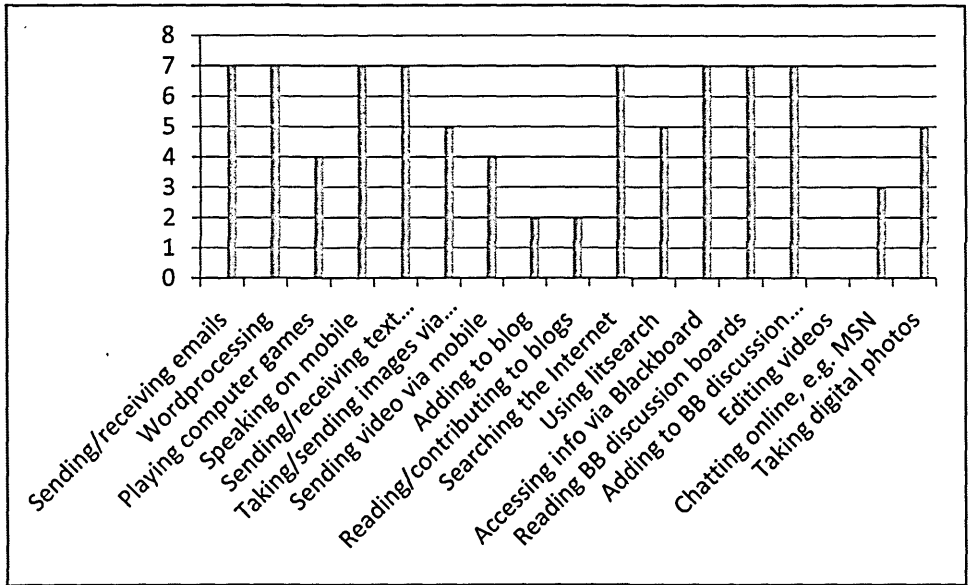 8
7
6
5
4
3
2
1
0
Sending/receiving emails
Wordprocessing
Playing computer games
Speaking on mobile
Sending/receiving text...
Taking/sending images via...
Sending video via mobile
Adding to blog
Reading/contributing to blogs
Searching the Internet
Using litsearch
Accessing info via Blackboard
Reading BB discussion boards
Adding to BB discussion...
Editing videos
Chatting online, e.g. MSN
Taking digital photos